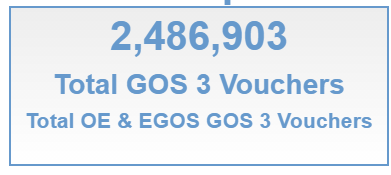 2,486,903
Total GOS 3 Vouchers
Total OE & EGOS GOS 3 Vouchers